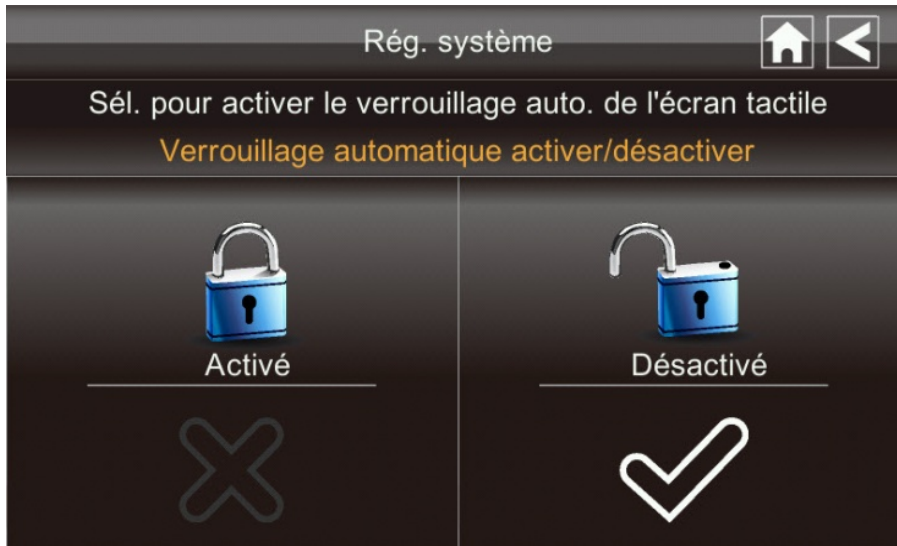 Rég. système
Sél. pour activer le verrouillage auto. de l'écran tactile
Verrouillage automatique activer/désactiver
Activé
Désactivé